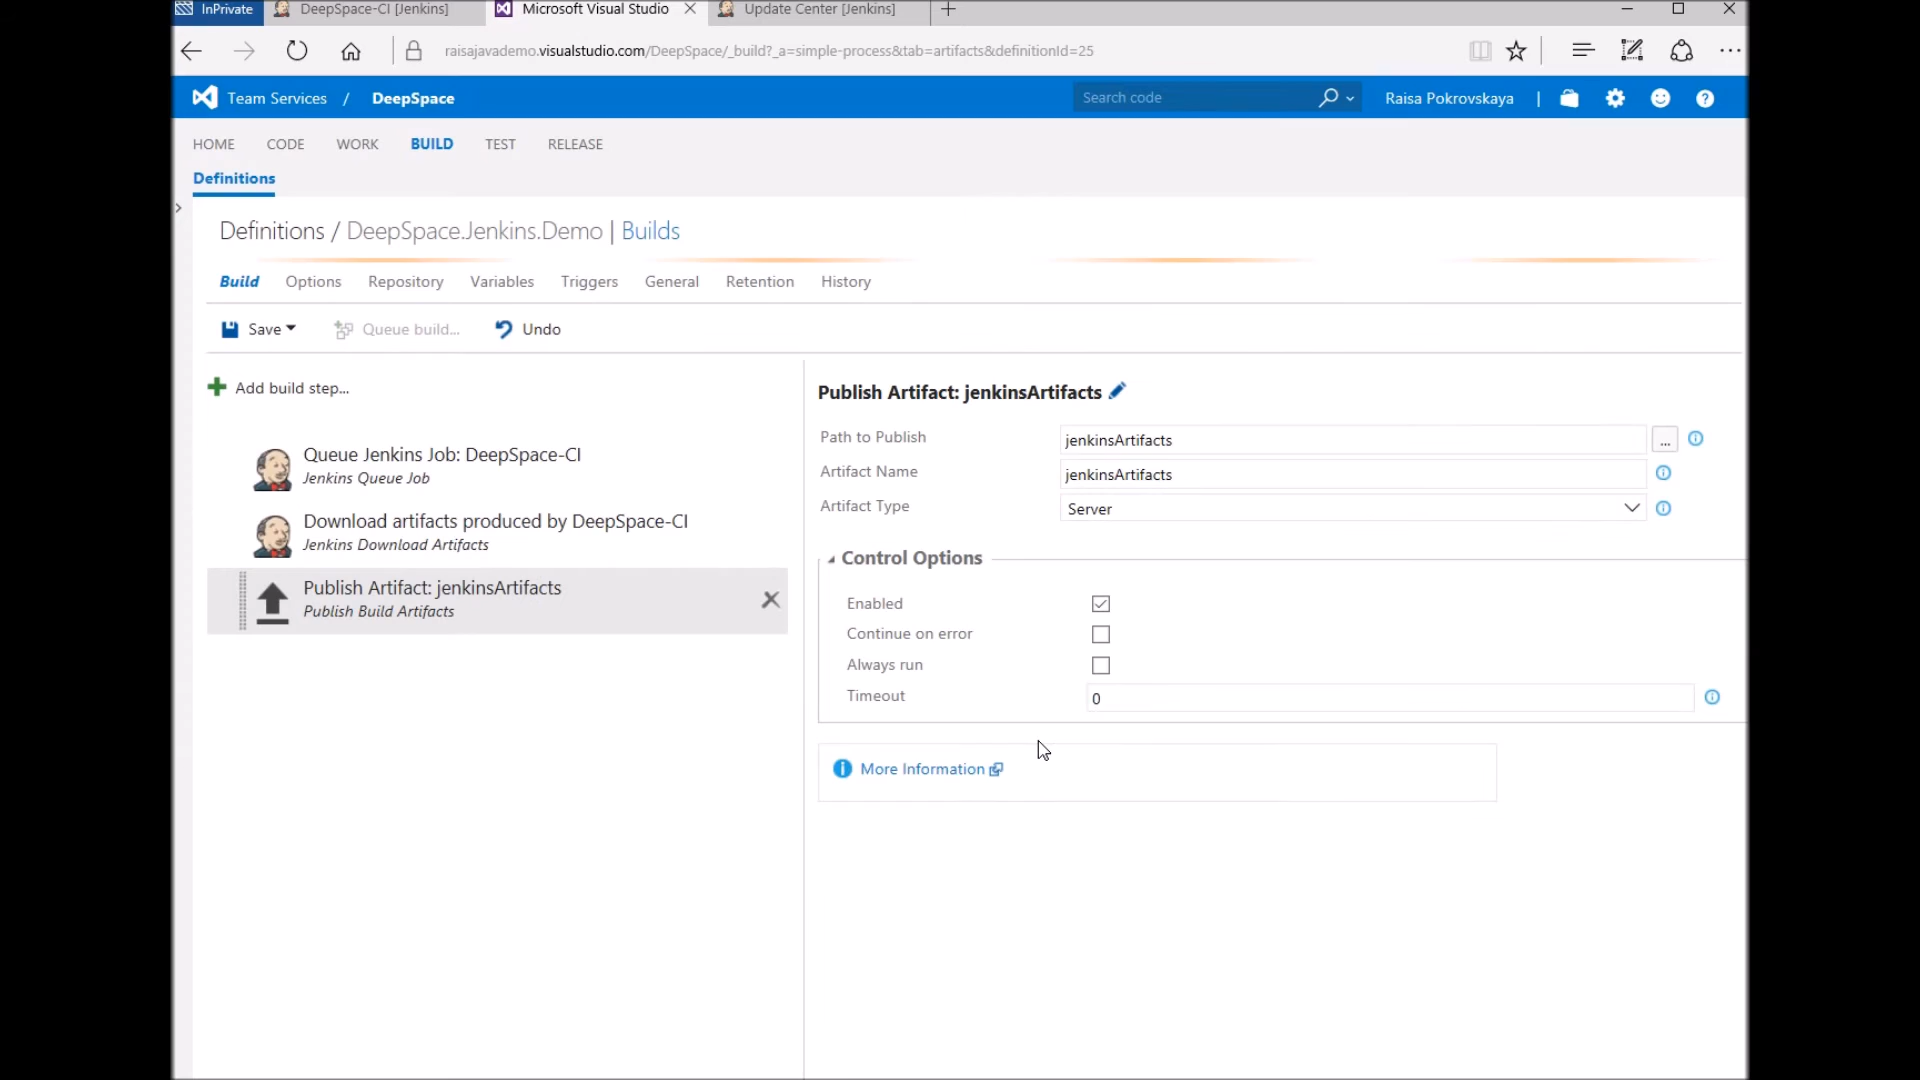 InPrivate DeepSpace-CI [Jenkins] Microsoft Visual Studio Update Center [Jenkins]
raisajavademo.visualstudio.com/DeepSpace/_build?_a=simple-process&tab=artifacts&definitionId=25
Team Services / DeepSpace Search code Raisa Pokrovskaya |
HOME CODE WORK BUILD TEST RELEASE
Definitions
Definitions / DeepSpace.Jenkins.Demo | Builds
Build Options Repository Variables Triggers General Retention History
Save Queue build... Undo
Add build step...
Queue Jenkins Job: DeepSpace-CI
Jenkins Queue Job
Download artifacts produced by DeepSpace-CI
Jenkins Download Artifacts
Publish Artifact: jenkinsArtifacts
Publish Build Artifacts
Publish Artifact: jenkinsArtifacts
Path to Publish jenkinsArtifacts ...
Artifact Name jenkinsArtifacts
Artifact Type Server
Control Options
Enabled
Continue on error
Always run
Timeout 0
More Information